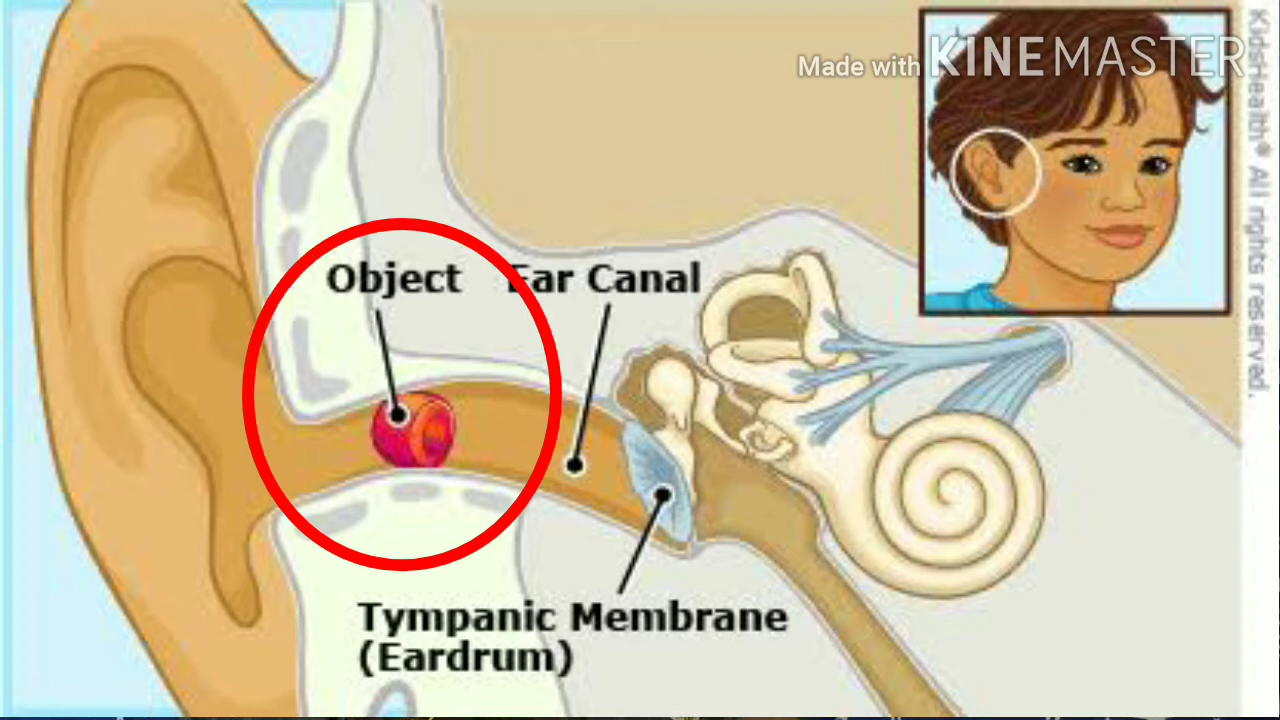 Made with KINEMASTER
KidsHealth® All rights reserved.
Object
Ear Canal
Tympanic Membrane
(Eardrum)